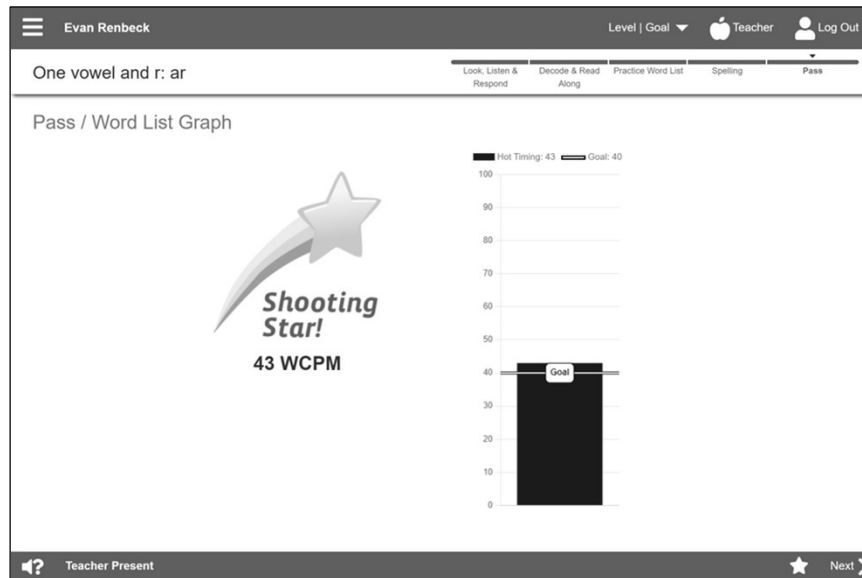 Evan Renbeck
Level | Goal
Teacher
Log Out
One vowel and r: ar
Look, Listen &
Respond
Decode & Read
Along
Practice Word List
Spelling
Pass
Pass / Word List Graph
Hot Timing: 43
Goal: 40
100
90
80
70
60
50
40
30
20
10
0
Goal
Shooting
Star!
43 WCPM
?
Teacher Present
Next